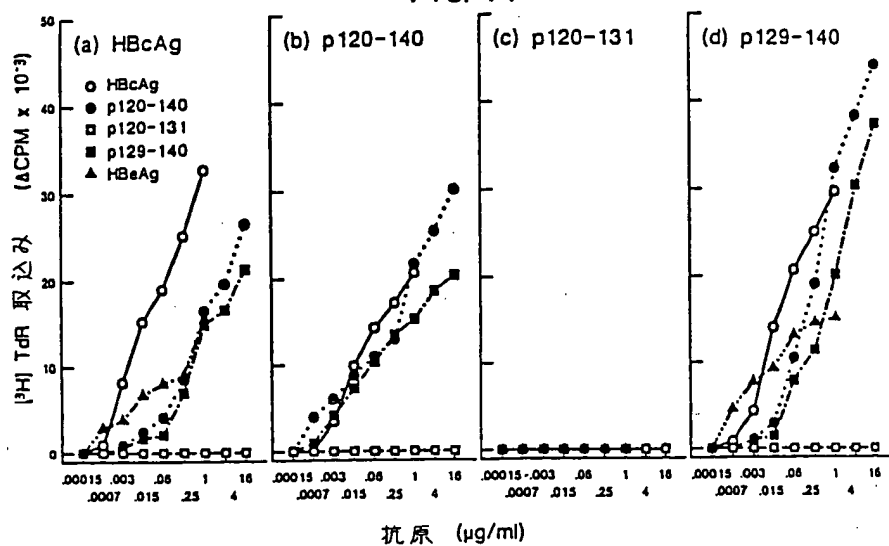 50
40
30
20
10
0
[³H] TdR 取込み (ΔCPM x 10⁻³)
(a) HBcAg
HBcAg
p120-140
p120-131
p129-140
HBeAg
(b) p120-140
(c) p120-131
(d) p129-140
.00015 .003 .06 1 16
.0007 .015 .25 4
.00015 .003 .06 1 16
.0007 .015 .25 4
.00015 .003 .06 1 16
.0007 .015 .25 4
.00015 .003 .06 1 16
.0007 .015 .25 4
抗原 (µg/ml)